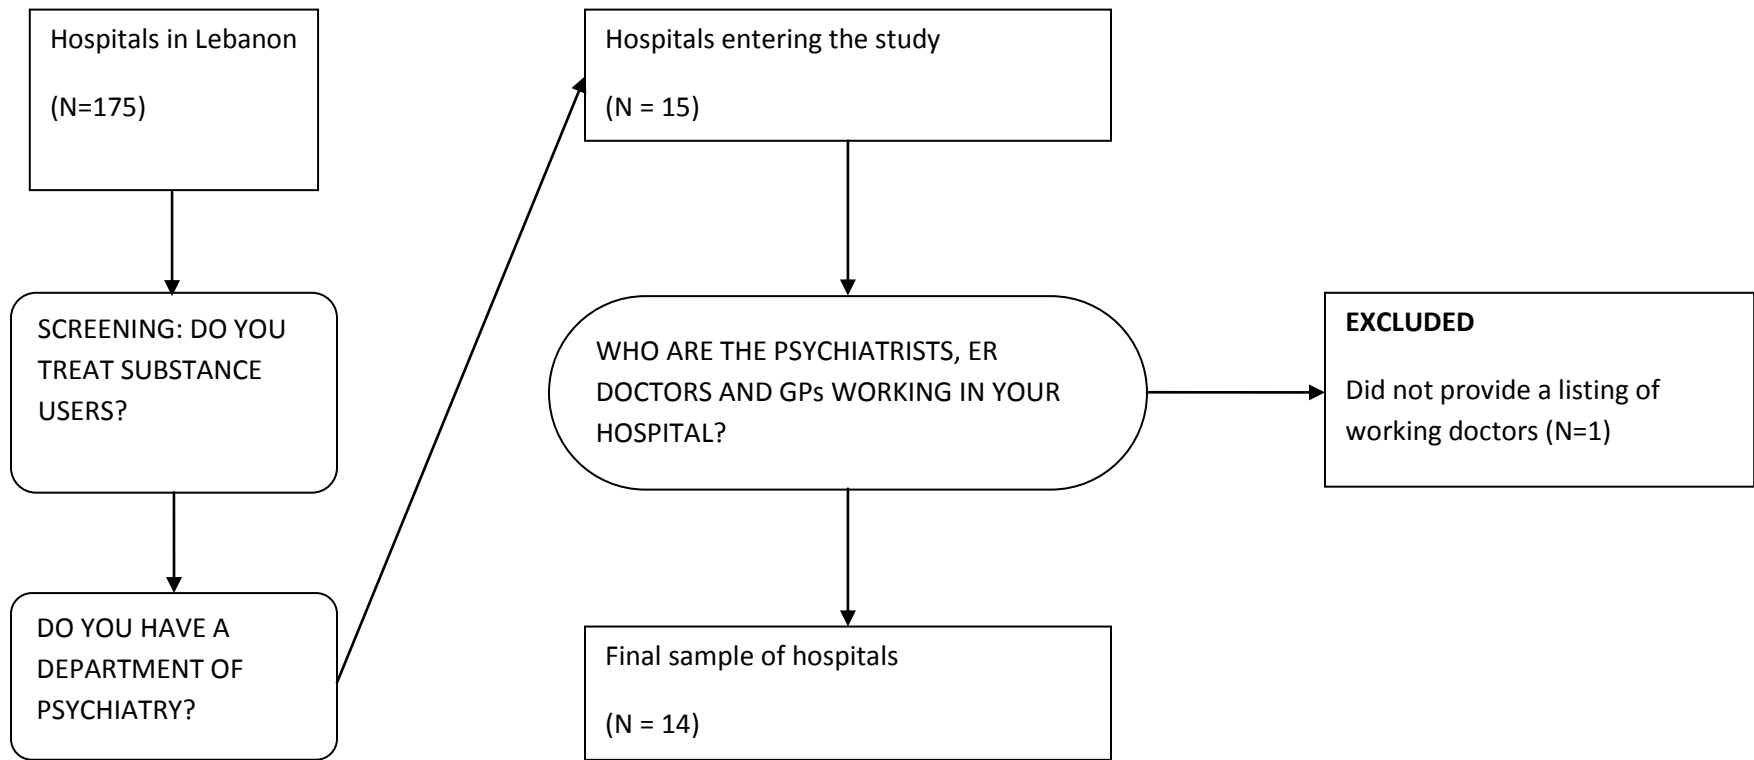 Hospitals in Lebanon
(N=175)
SCREENING: DO YOU
TREAT SUBSTANCE
USERS?
DO YOU HAVE A
DEPARTMENT OF
PSYCHIATRY?
Hospitals entering the study
(N = 15)
WHO ARE THE PSYCHIATRISTS, ER
DOCTORS AND GPs WORKING IN YOUR
HOSPITAL?
EXCLUDED
Did not provide a listing of
working doctors (N=1)
Final sample of hospitals
(N = 14)